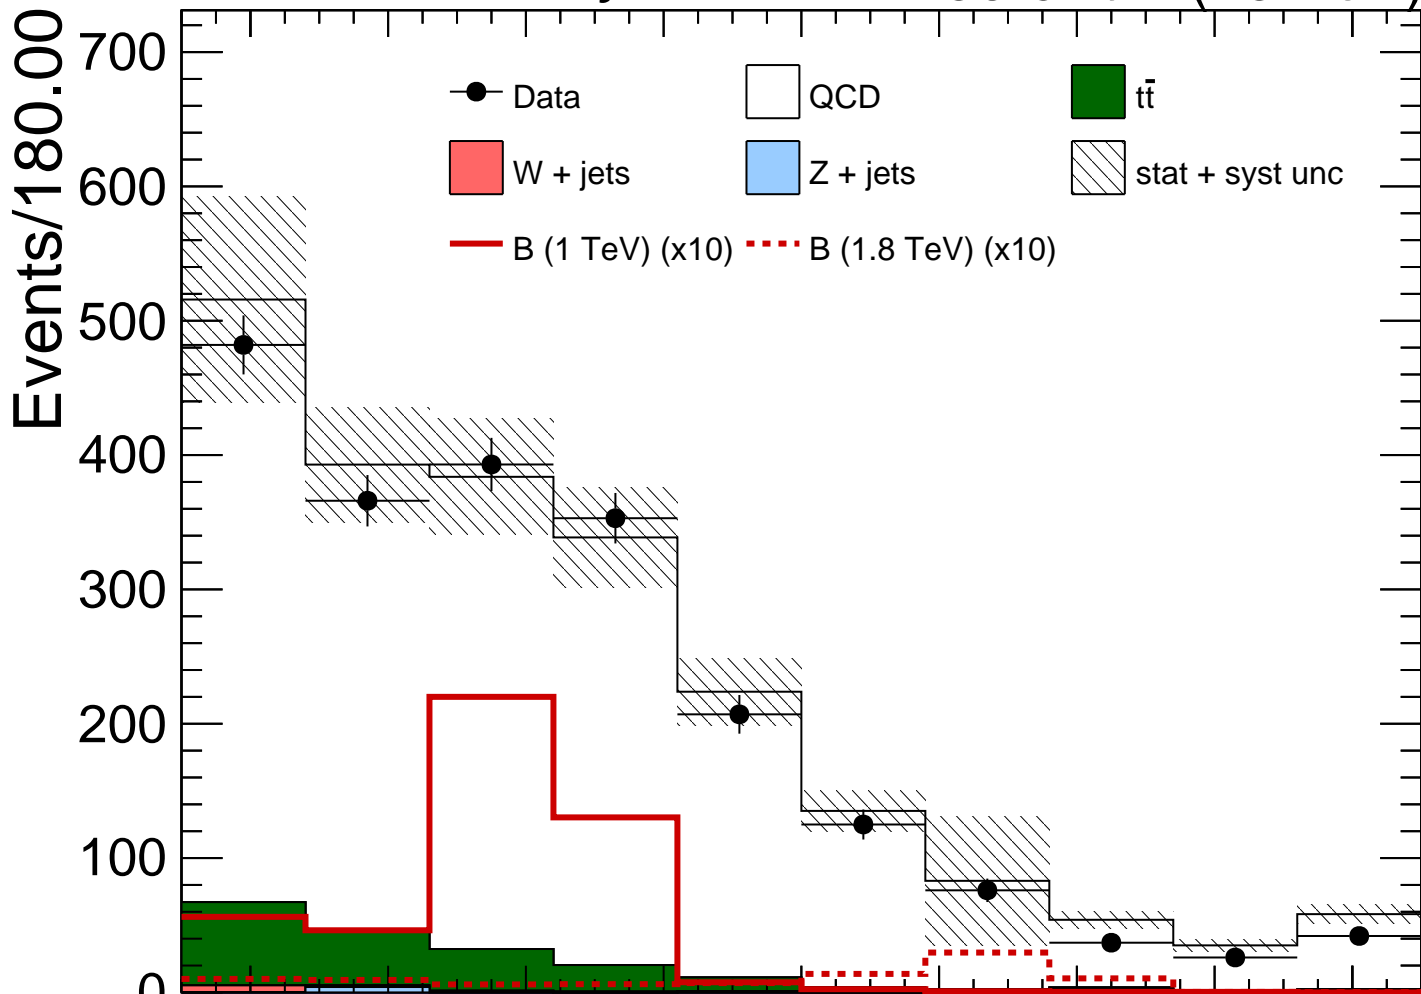 Events/180.00
700
600
500
400
300
200
100
0
Data
QCD
tt̄
W + jets
Z + jets
stat + syst unc
B (1 TeV) (x10)
B (1.8 TeV) (x10)